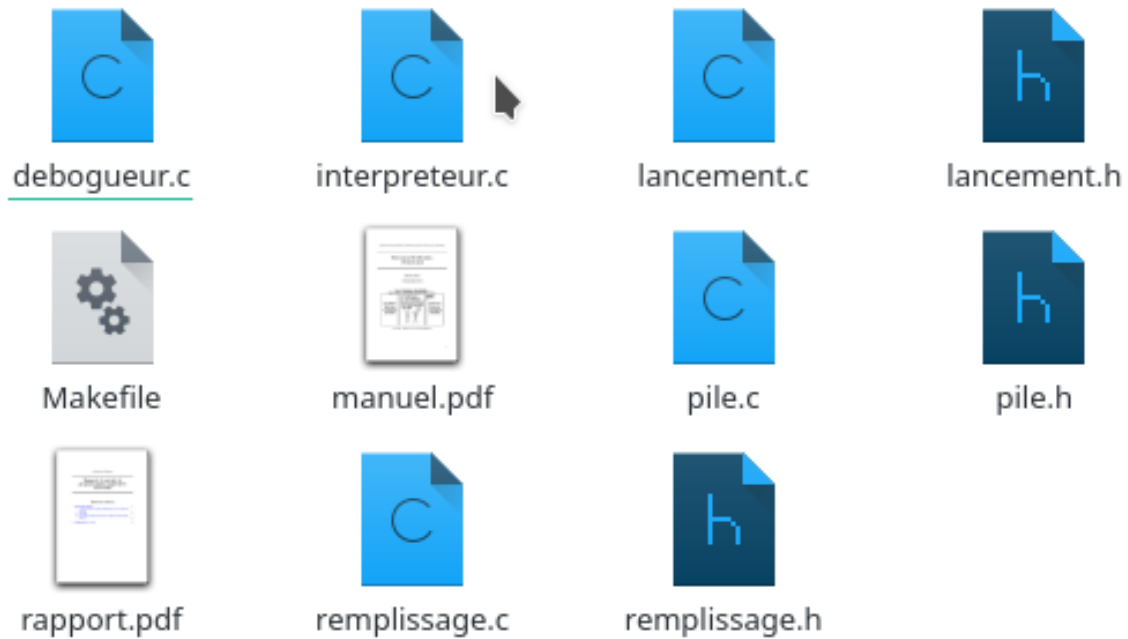 debogueur.c
interpreteur.c
lancement.c
lancement.h
Makefile
manuel.pdf
pile.c
pile.h
rapport.pdf
remplissage.c
remplissage.h